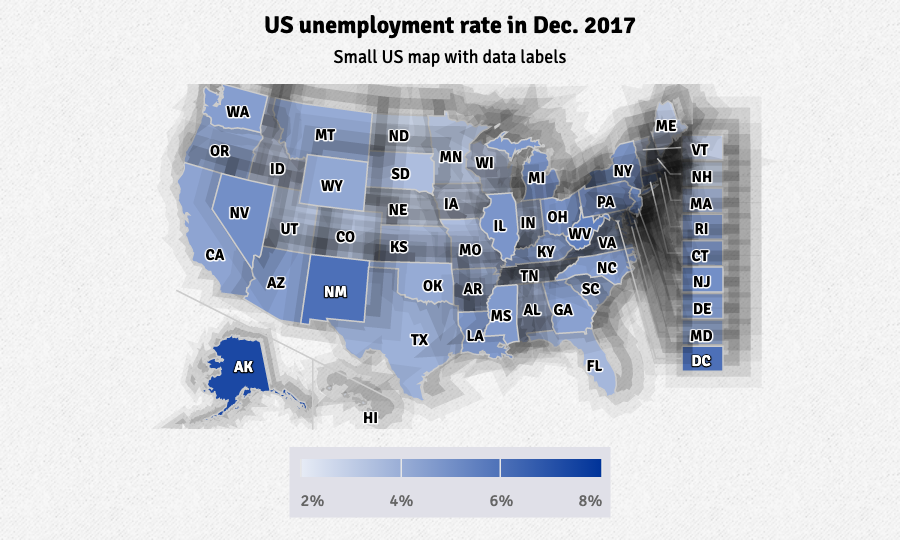 US unemployment rate in Dec. 2017
Small US map with data labels
WA
MT
ND
ME
OR
MN
WI
VT
ID
SD
NY
NH
WY
MI
NV
NE
IA
PA
MA
UT
CO
IL
IN
OH
WV
RI
CA
KS
MO
KY
VA
CT
AZ
NM
OK
AR
TN
NC
NJ
TX
LA
MS
AL
GA
SC
DE
MD
AK
FL
DC
HI
2% 4% 6% 8%